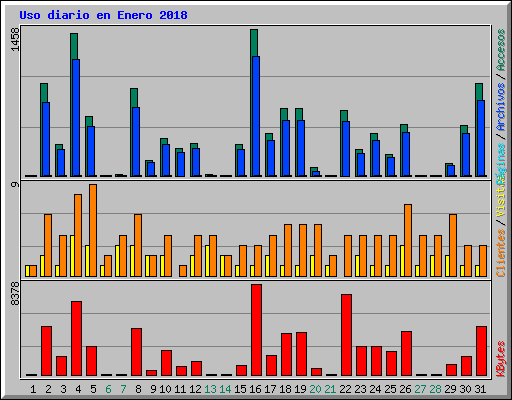 Uso diario en Enero 2018
1458
9
8378
Accesos
/ Archivos /
Páginas
Clientes / Visitas
KBytes
1 2 3 4 5 6 7 8 9 10 11 12 13 14 15 16 17 18 19 20 21 22 23 24 25 26 27 28 29 30 31